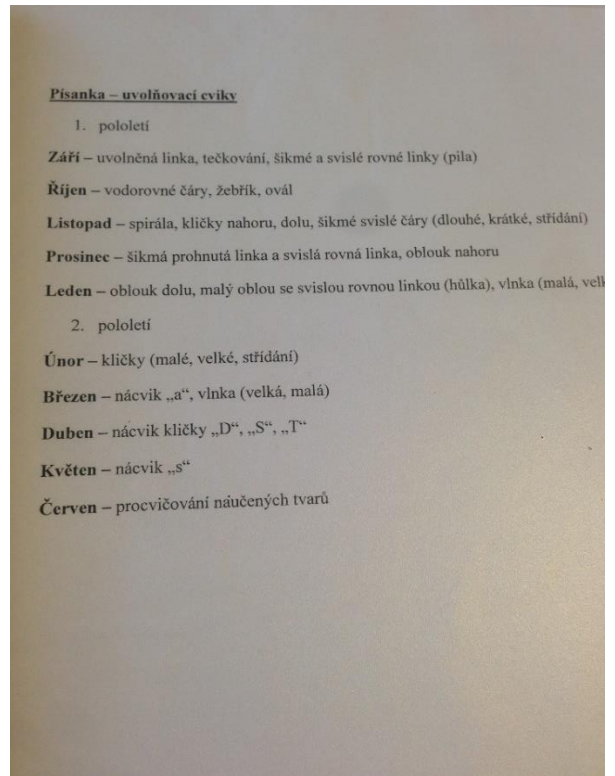 Písanka – uvolňovací cviky
1. pololetí
Září – uvolněná linka, tečkování, šikmé a svislé rovné linky (pila)
Říjen – vodorovné čáry, žebřík, ovál
Listopad – spirála, kličky nahoru, dolu, šikmé svislé čáry (dlouhé, krátké, střídání)
Prosinec – šikmá prohnutá linka a svislá rovná linka, oblouk nahoru
Leden – oblouk dolu, malý oblou se svislou rovnou linkou (hůlka), vlnka (malá,
2. pololetí
Únor – kličky (malé, velké, střídání)
Březen – nácvik „a“, vlnka (velká, malá)
Duben – nácvik kličky „D“, „S“, „T“
Květen – nácvik „s“
Červen – procvičování naučených tvarů